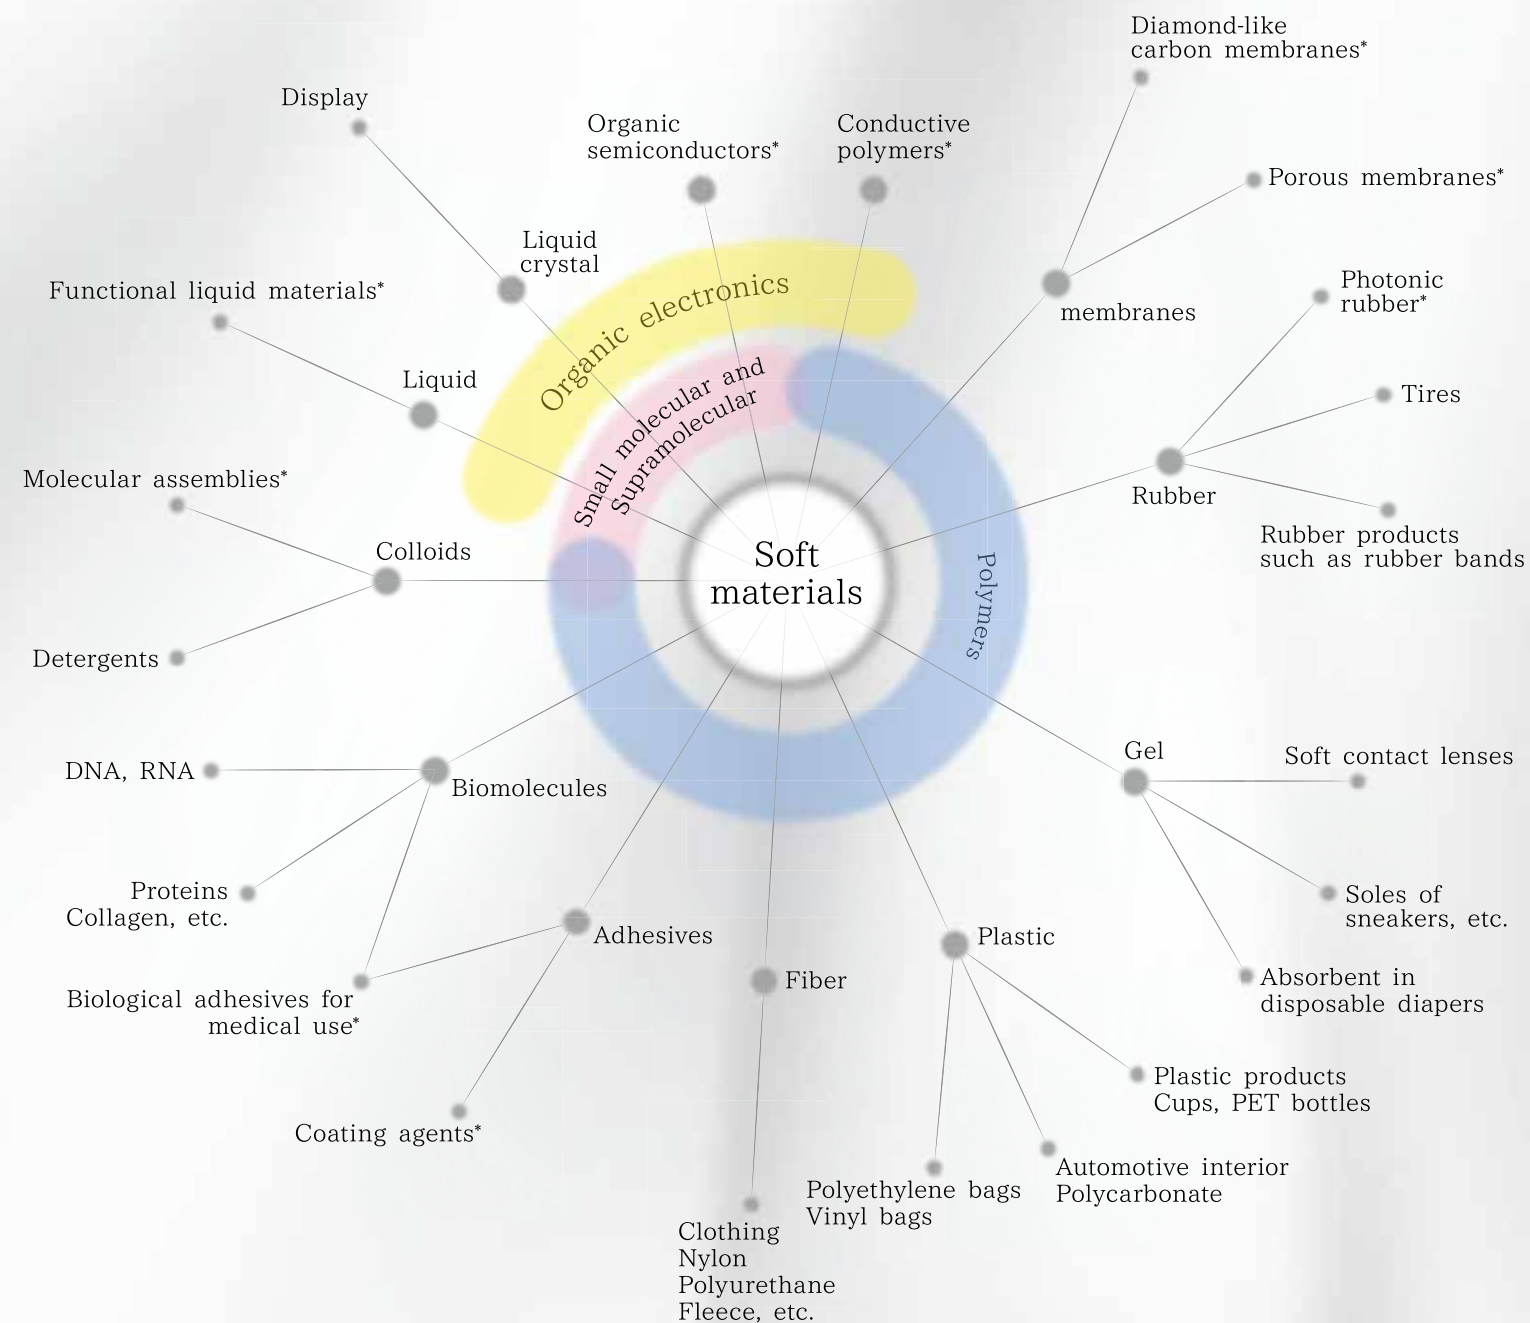 Diamond-like
carbon membranes*
Display
Organic
semiconductors*
Conductive
polymers*
Porous membranes*
Liquid
crystal
Functional liquid materials*
Photonic
rubber*
Organic electronics
membranes
Liquid
Small molecular and
Supramolecular
Tires
Molecular assemblies*
Rubber
Colloids
Rubber products
such as rubber bands
Soft
materials
Polymers
Detergents
DNA, RNA
Biomolecules
Gel
Soft contact lenses
Proteins
Collagen, etc.
Soles of
sneakers, etc.
Adhesives
Plastic
Fiber
Absorbent in
disposable diapers
Biological adhesives for
medical use*
Plastic products
Cups, PET bottles
Coating agents*
Automotive interior
Polycarbonate
Polyethylene bags
Vinyl bags
Clothing
Nylon
Polyurethane
Fleece, etc.